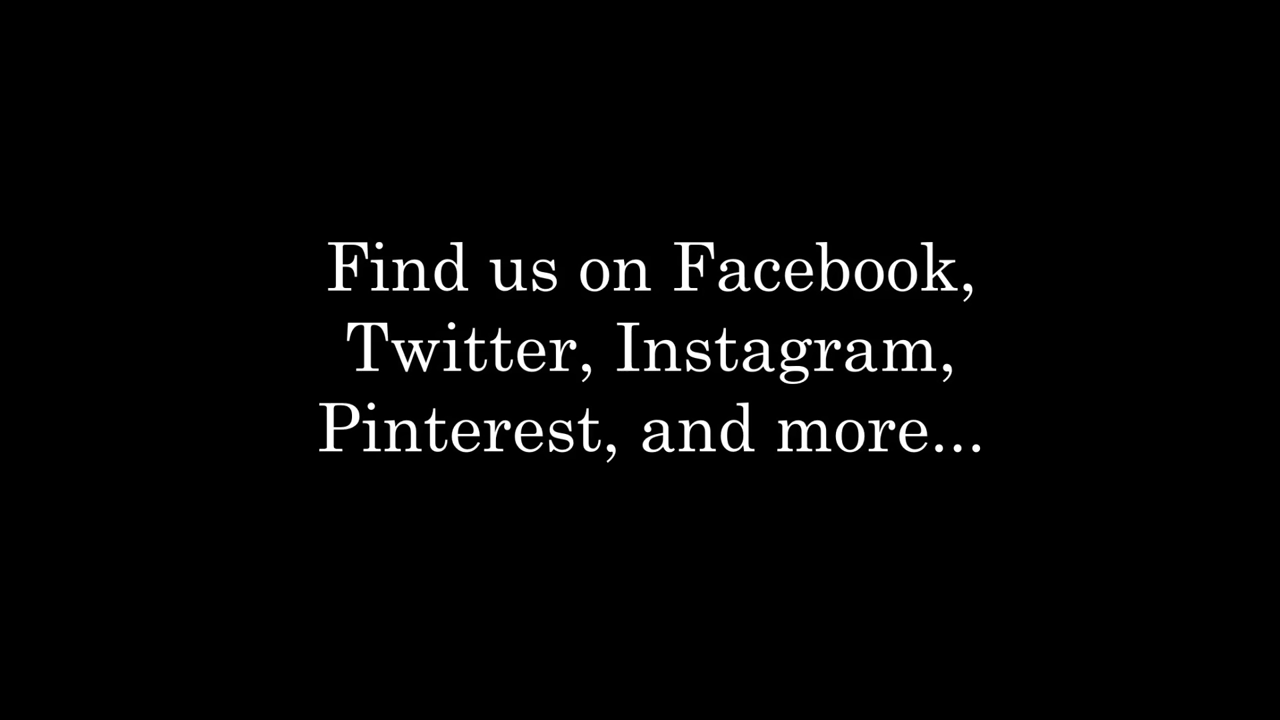 Find us on Facebook,
Twitter, Instagram,
Pinterest, and more...